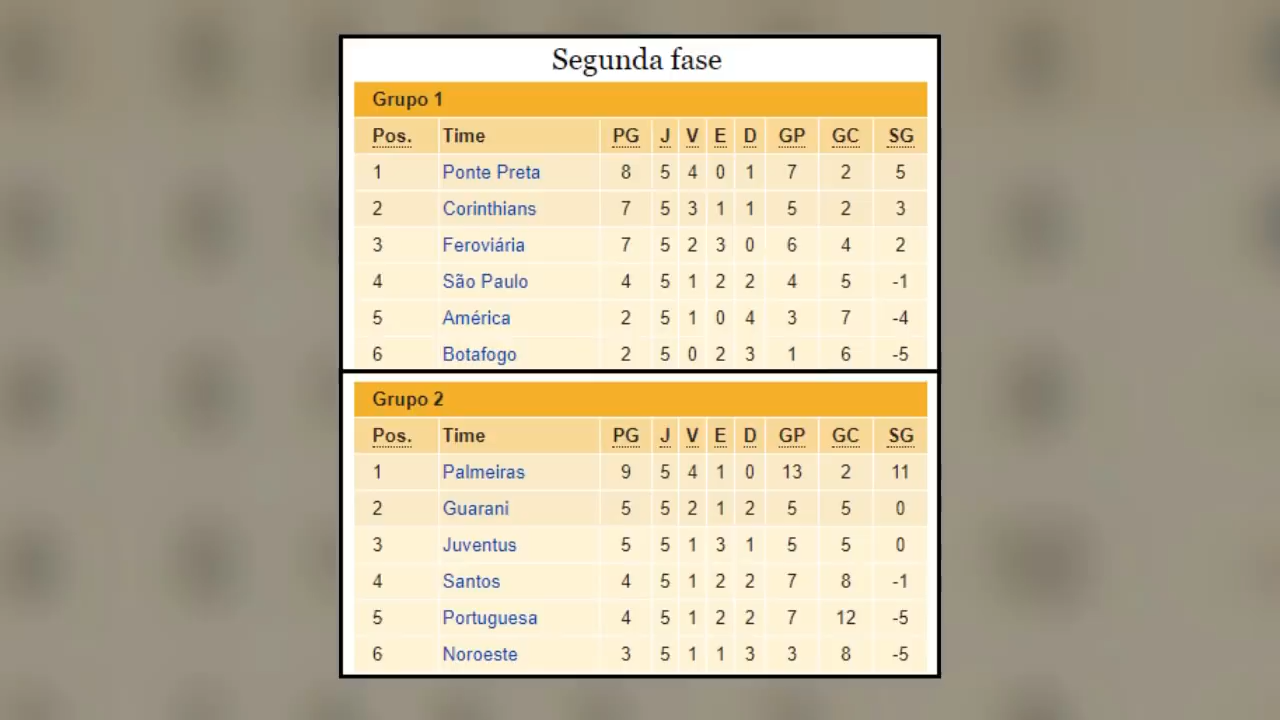 Segunda fase
Grupo 1
Pos. Time PG J V E D GP GC SG
1 Ponte Preta 8 5 4 0 1 7 2 5
2 Corinthians 7 5 3 1 1 5 2 3
3 Feroviária 7 5 2 3 0 6 4 2
4 São Paulo 4 5 1 2 2 4 5 -1
5 América 2 5 1 0 4 3 7 -4
6 Botafogo 2 5 0 2 3 1 6 -5
Grupo 2
Pos. Time PG J V E D GP GC SG
1 Palmeiras 9 5 4 1 0 13 2 11
2 Guarani 5 5 2 1 2 5 5 0
3 Juventus 5 5 1 3 1 5 5 0
4 Santos 4 5 1 2 2 7 8 -1
5 Portuguesa 4 5 1 2 2 7 12 -5
6 Noroeste 3 5 1 1 3 3 8 -5